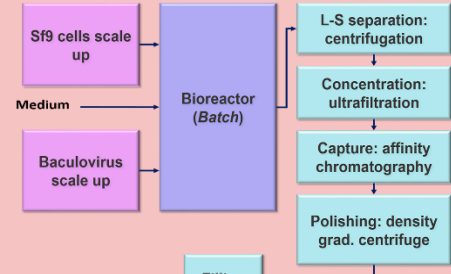 Sf9 cells scale
up
Medium
Baculovirus
scale up
Bioreactor
(Batch)
L-S separation:
centrifugation
Concentration:
ultrafiltration
Capture: affinity
chromatography
Polishing: density
grad. centrifuge